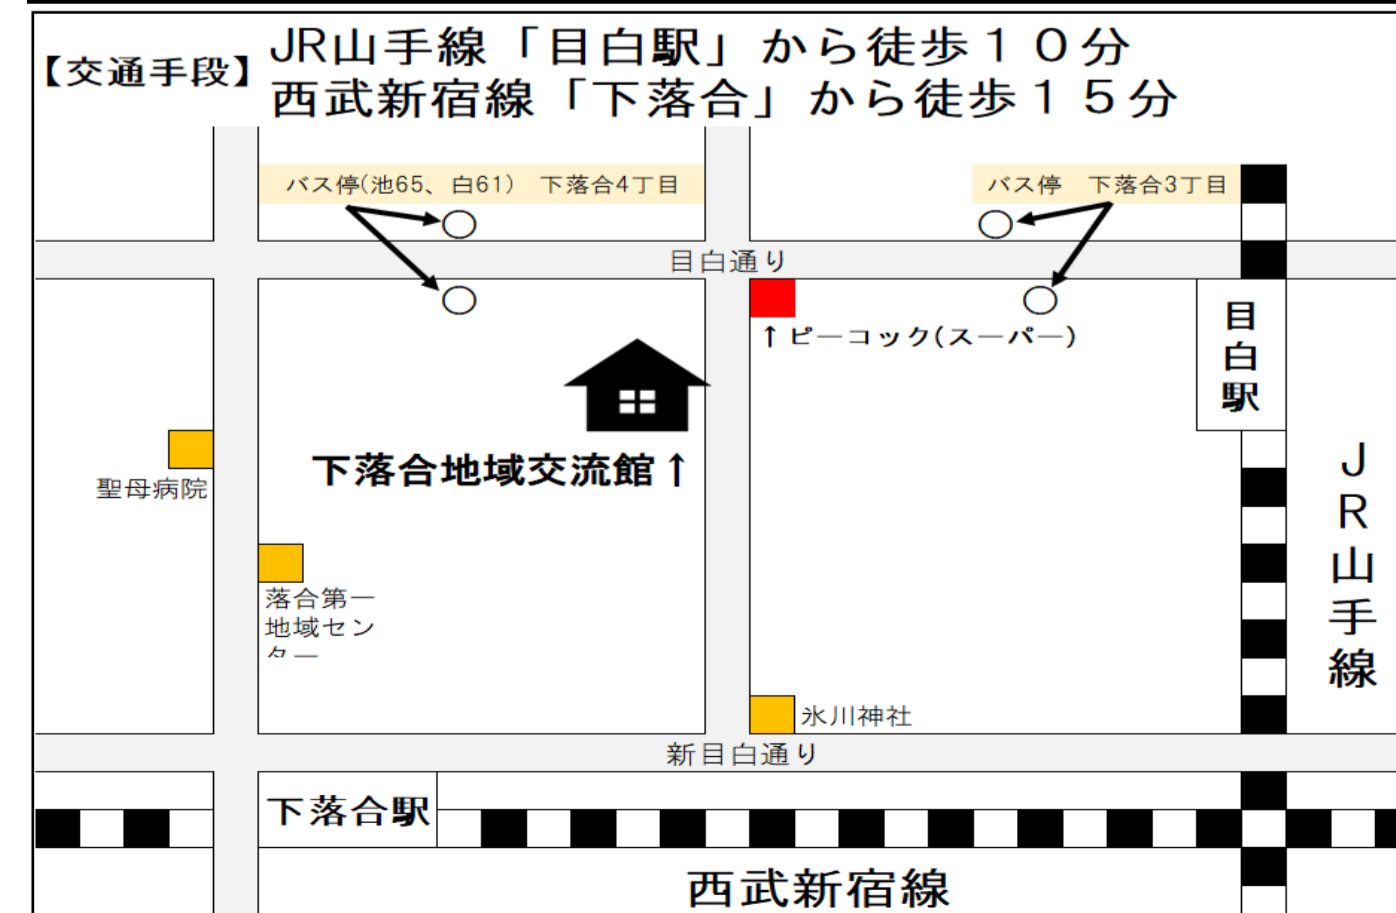 【交通手段】
JR山手線「目白駅」から徒歩１０分
西武新宿線「下落合」から徒歩１５分
バス停(池65、白61)　下落合4丁目
バス停　下落合3丁目
目白通り
↑ピーコック(スーパー)
目白駅
下落合地域交流館↑
聖母病院
JR山手線
落合第一
地域セン
ター
氷川神社
新目白通り
下落合駅
西武新宿線